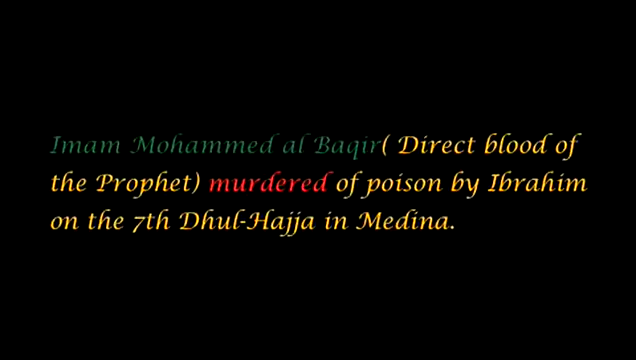 Imam Mohammed al Baqir( Direct blood of
the Prophet) murdered of poison by Ibrahim
on the 7th Dhul-Hajja in Medina.